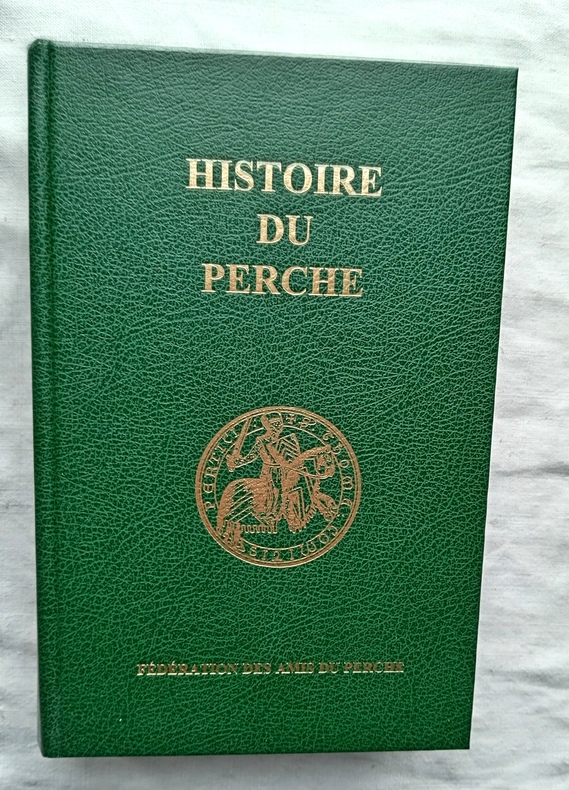 HISTOIRE
DU
PERCHE
FÉDÉRATION DES AMIS DU PERCHE